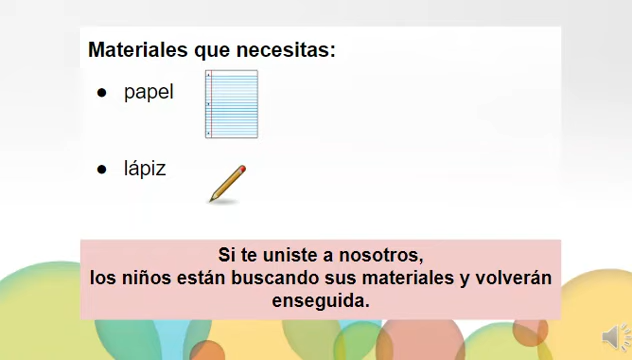 Materiales que necesitas:
● papel
● lápiz
Si te uniste a nosotros,
los niños están buscando sus materiales y volverán
enseguida.